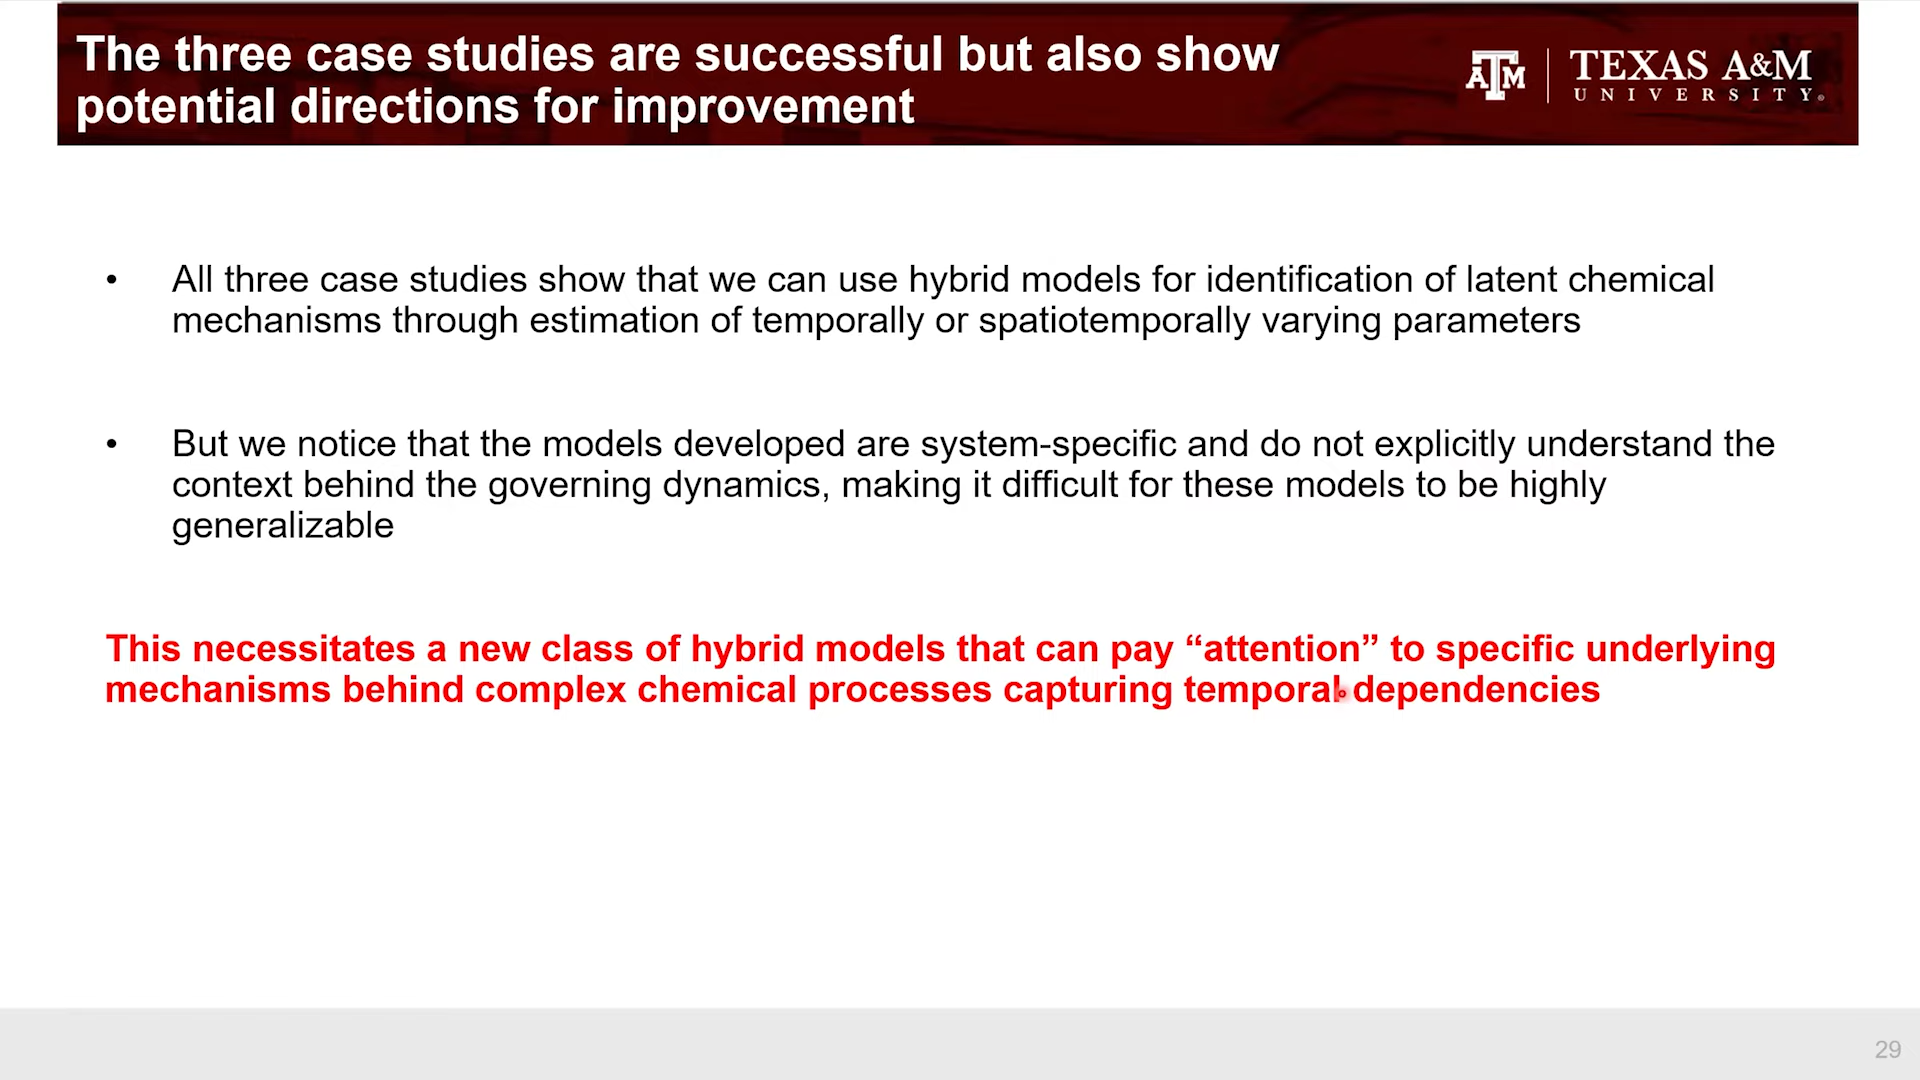 The three case studies are successful but also show
potential directions for improvement
ATM
TEXAS A&M
UNIVERSITY®
• All three case studies show that we can use hybrid models for identification of latent chemical
mechanisms through estimation of temporally or spatiotemporally varying parameters
• But we notice that the models developed are system-specific and do not explicitly understand the
context behind the governing dynamics, making it difficult for these models to be highly
generalizable
This necessitates a new class of hybrid models that can pay “attention” to specific underlying
mechanisms behind complex chemical processes capturing temporal dependencies
29